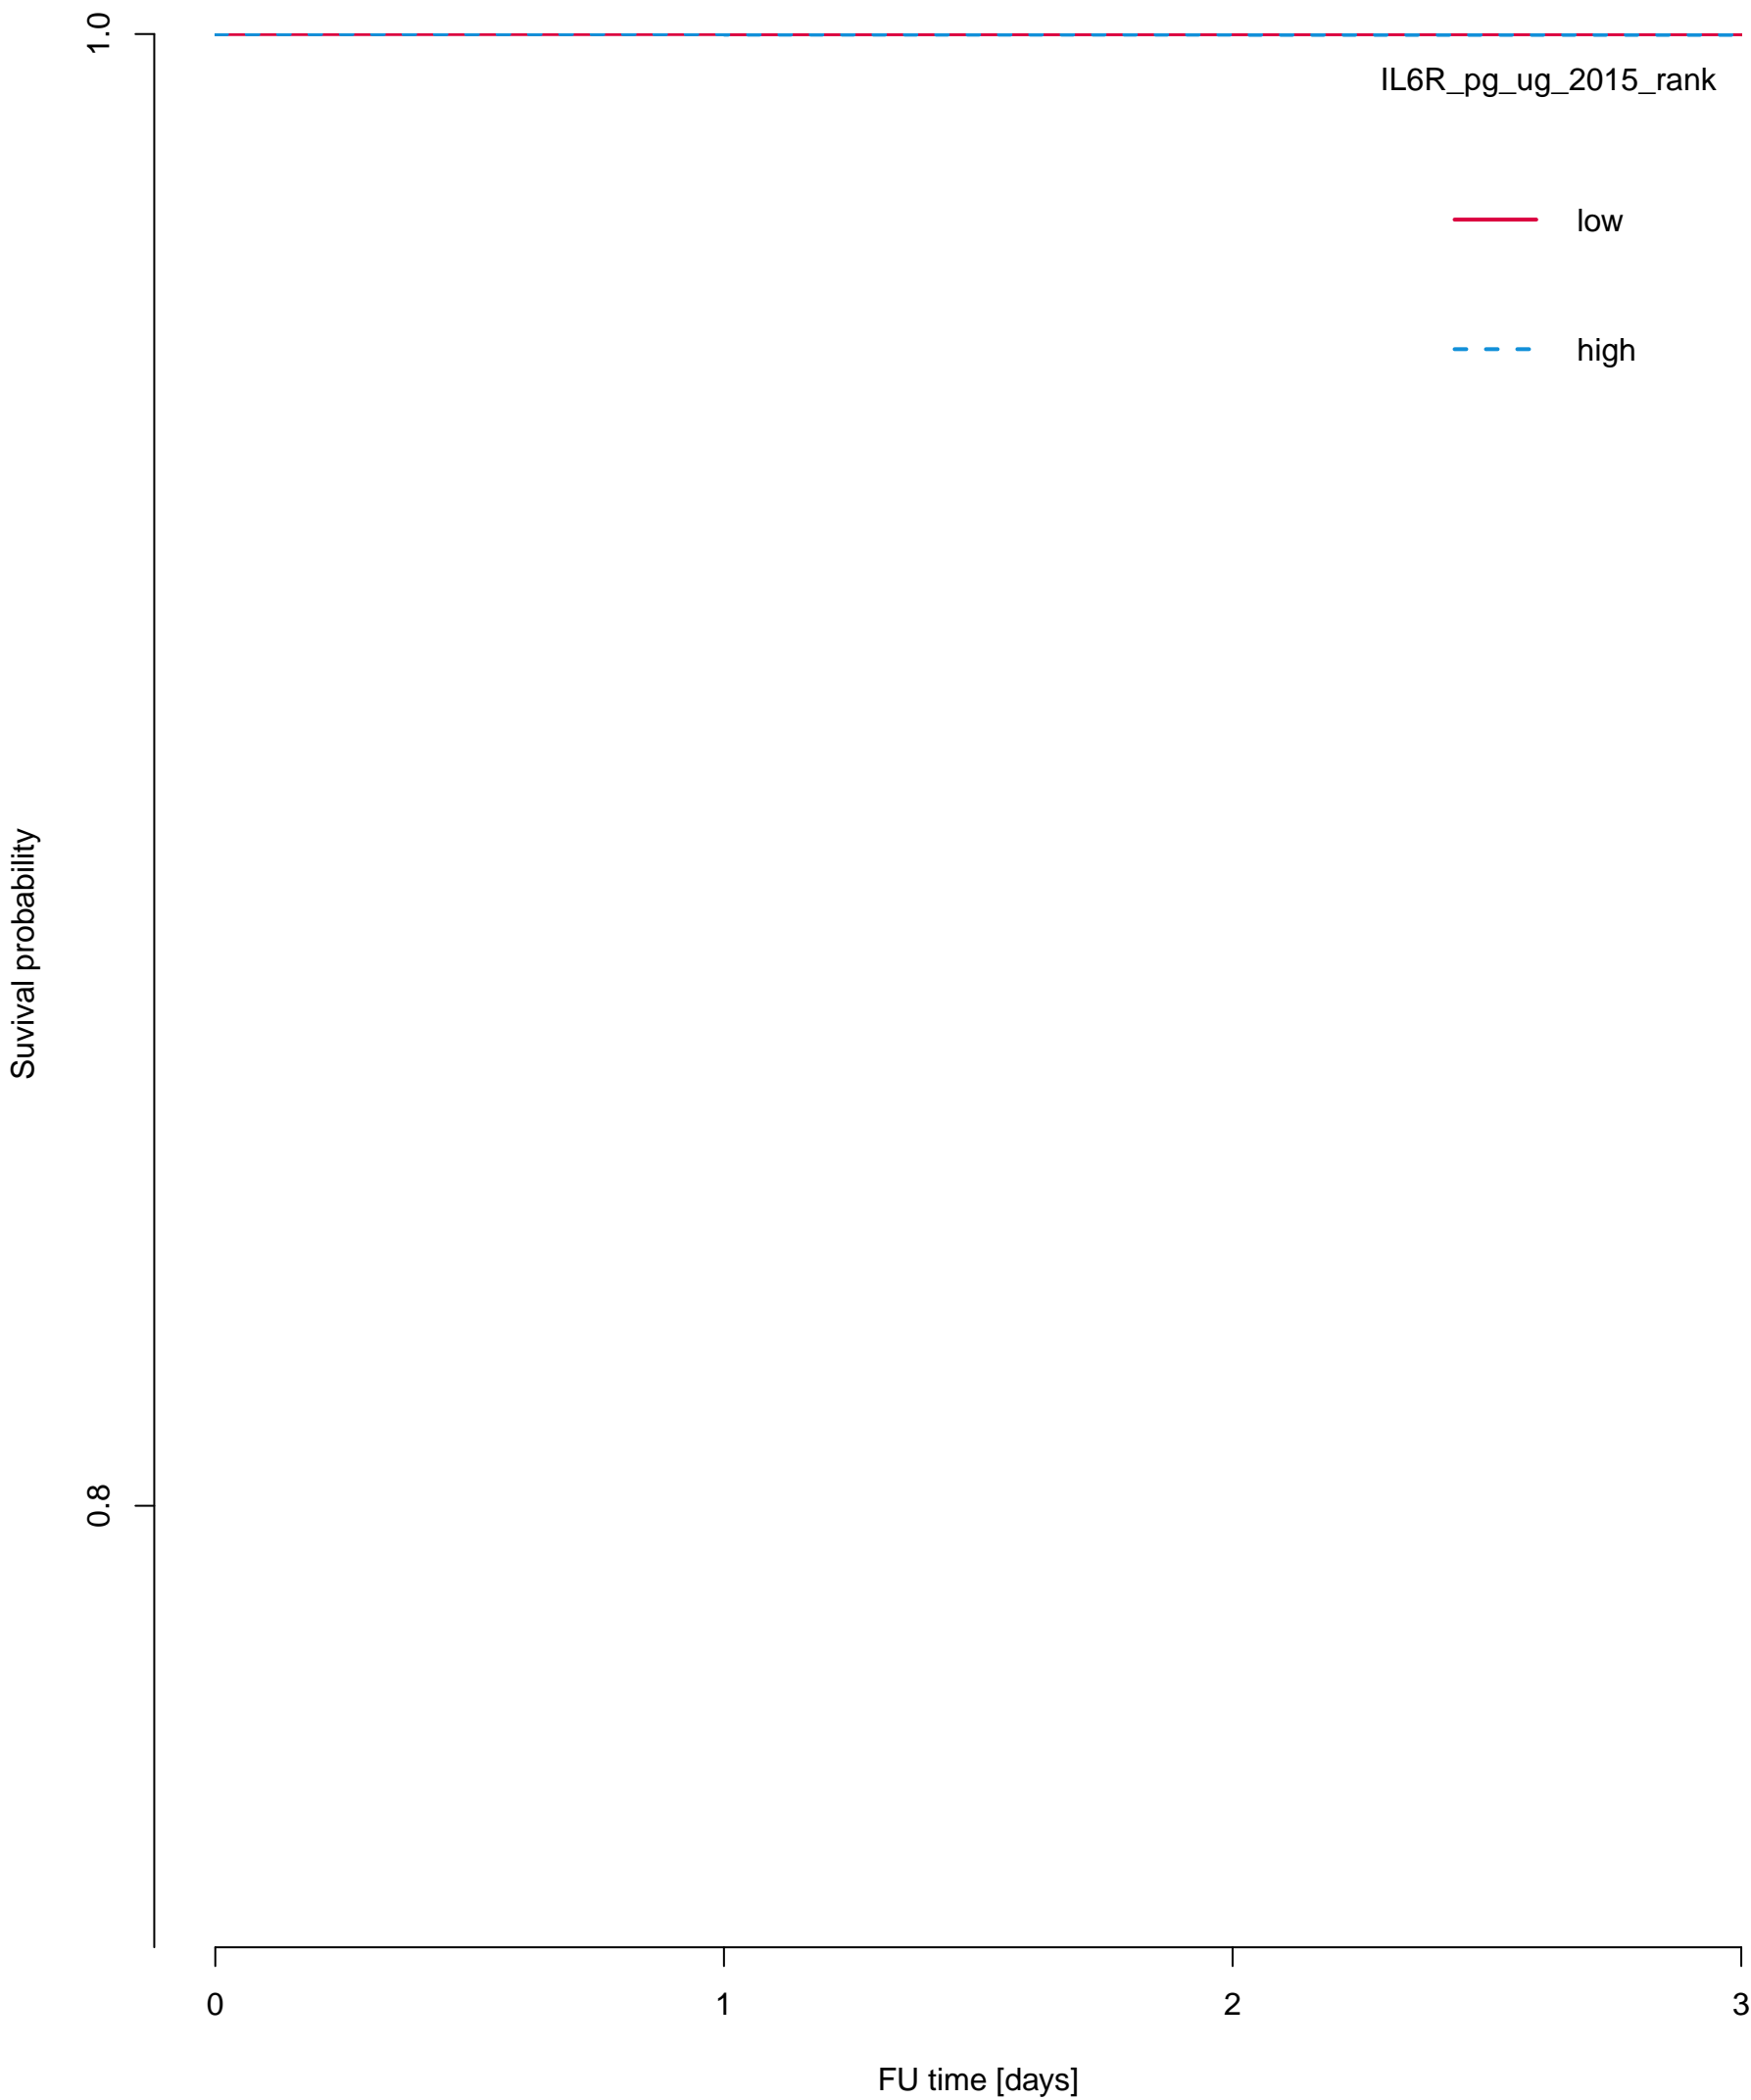 1.0
IL6R_pg_ug_2015_rank
low
high
Suvival probability
0.8
0 1 2 3
FU time [days]